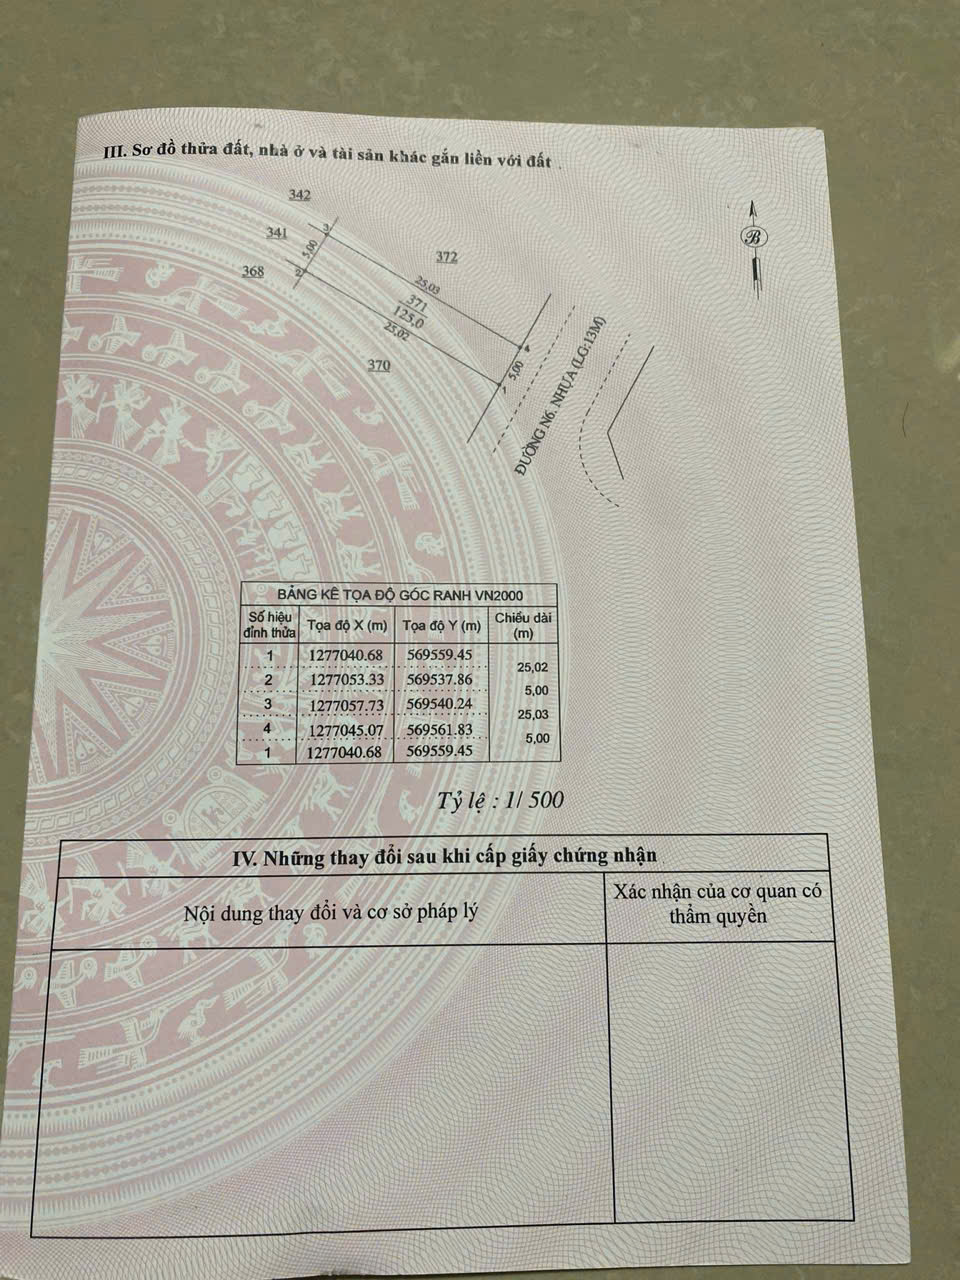 III. Sơ đồ thửa đất, nhà ở và tài sản khác gắn liền với đất .
342
341
3
5,00
368
2
372
B
25,03
371
125,0
25,02
370
4
5,00
1
ĐƯỜNG N6. NHỰA (LG:13M)
BẢNG KÊ TỌA ĐỘ GÓC RANH VN2000
Số hiệu đỉnh thửa Tọa độ X (m) Tọa độ Y (m) Chiều dài (m)
1 1277040.68 569559.45
25,02
2 1277053.33 569537.86
5,00
3 1277057.73 569540.24
25,03
4 1277045.07 569561.83
5,00
1 1277040.68 569559.45
Tỷ lệ : 1/ 500
IV. Những thay đổi sau khi cấp giấy chứng nhận
Nội dung thay đổi và cơ sở pháp lý
Xác nhận của cơ quan có
thẩm quyền